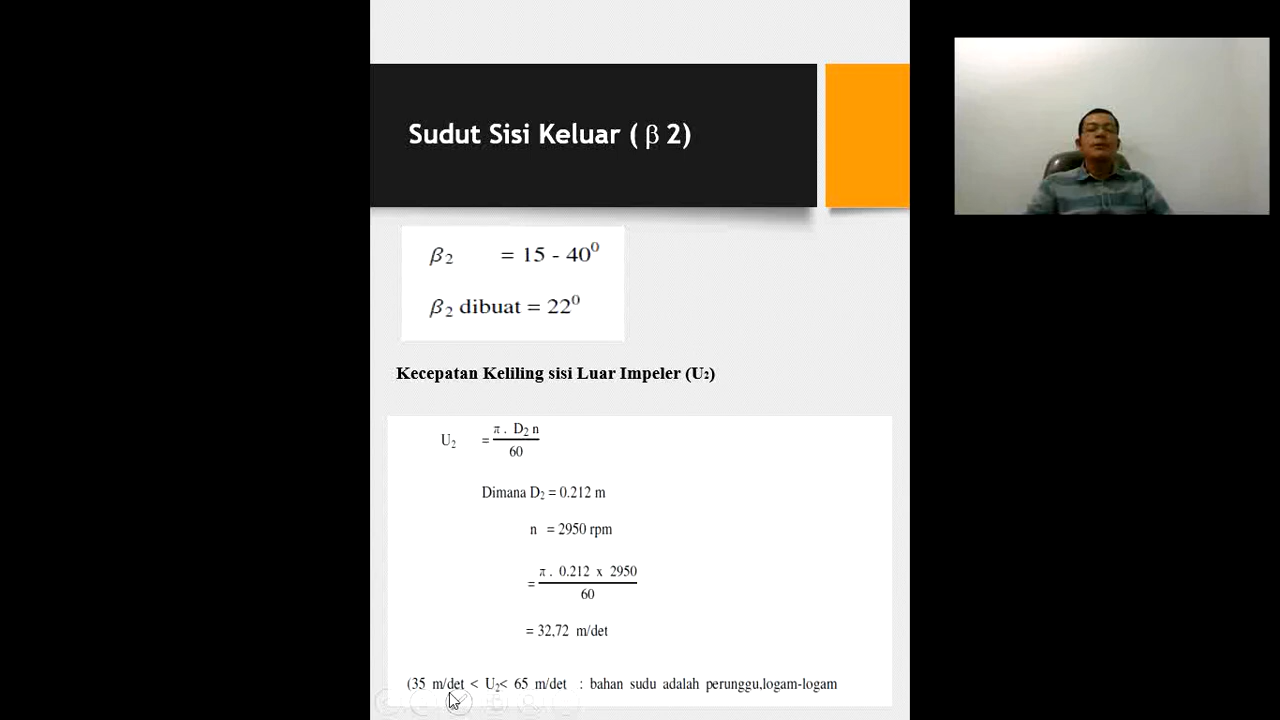 Sudut Sisi Keluar ( β 2)
β₂ = 15 - 40⁰
β₂ dibuat = 22⁰
Kecepatan Keliling sisi Luar Impeler (U₂)
U₂ = π . D₂ n / 60
Dimana D₂ = 0.212 m
n = 2950 rpm
= π . 0.212 x 2950 / 60
= 32,72 m/det
(35 m/det < U₂< 65 m/det : bahan sudu adalah perunggu,logam-logam